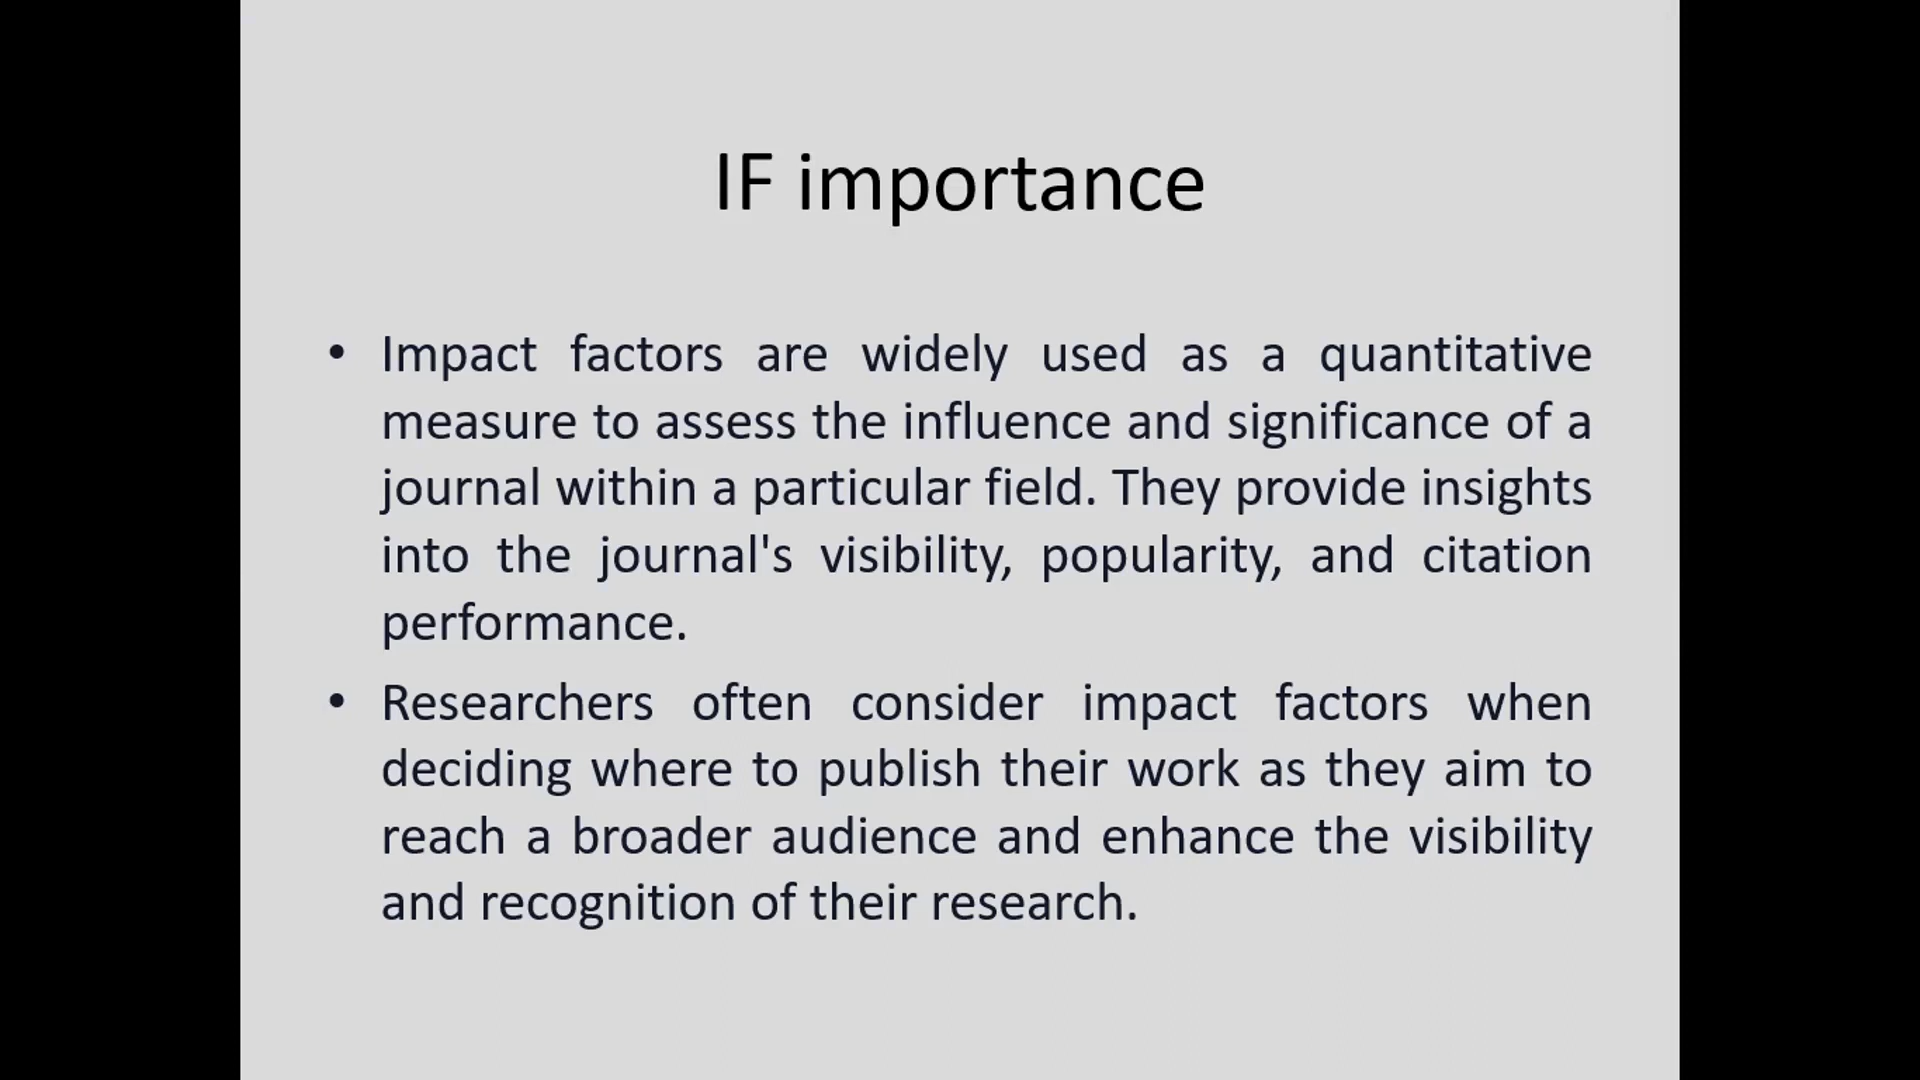 IF importance
• Impact factors are widely used as a quantitative
measure to assess the influence and significance of a
journal within a particular field. They provide insights
into the journal's visibility, popularity, and citation
performance.
• Researchers often consider impact factors when
deciding where to publish their work as they aim to
reach a broader audience and enhance the visibility
and recognition of their research.